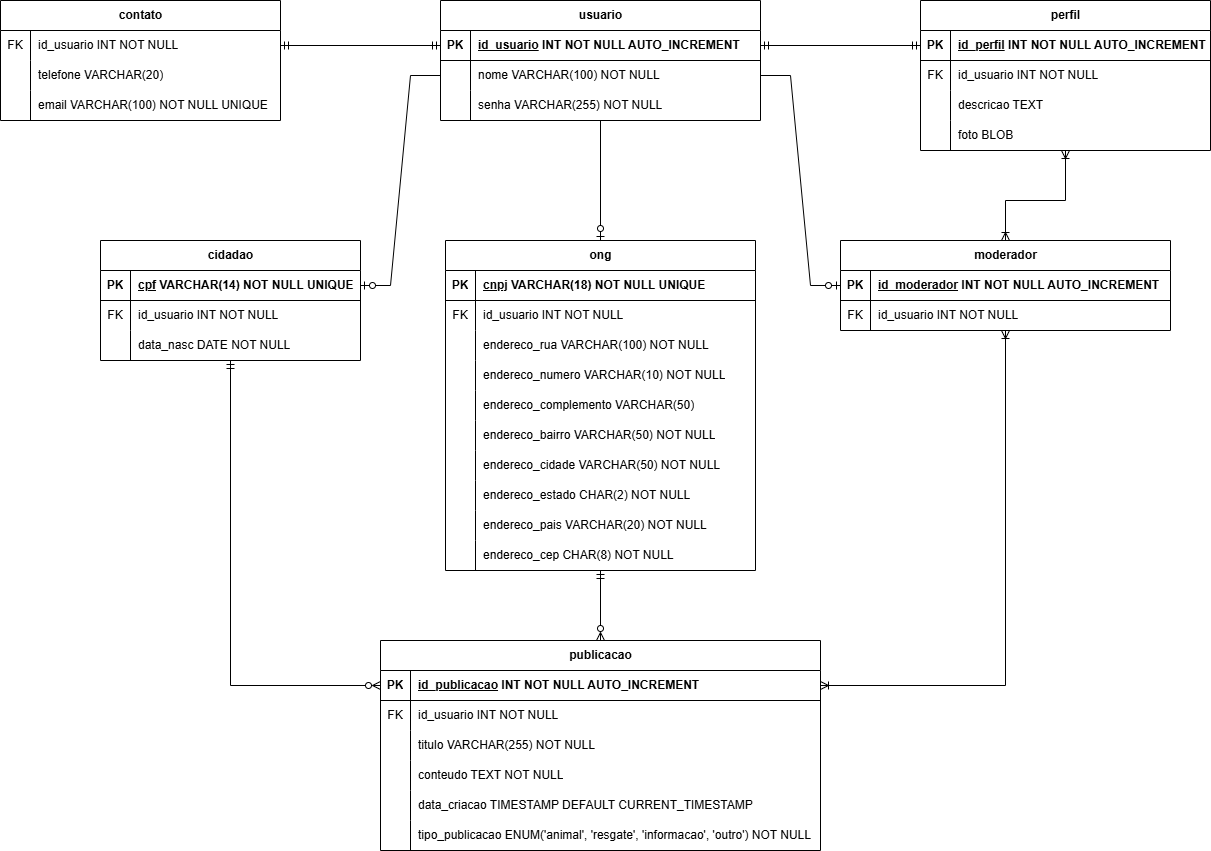 contato
FK id_usuario INT NOT NULL
telefone VARCHAR(20)
email VARCHAR(100) NOT NULL UNIQUE
usuario
PK id_usuario INT NOT NULL AUTO_INCREMENT
nome VARCHAR(100) NOT NULL
senha VARCHAR(255) NOT NULL
perfil
PK id_perfil INT NOT NULL AUTO_INCREMENT
FK id_usuario INT NOT NULL
descricao TEXT
foto BLOB
cidadao
PK cpf VARCHAR(14) NOT NULL UNIQUE
FK id_usuario INT NOT NULL
data_nasc DATE NOT NULL
ong
PK cnpj VARCHAR(18) NOT NULL UNIQUE
FK id_usuario INT NOT NULL
endereco_rua VARCHAR(100) NOT NULL
endereco_numero VARCHAR(10) NOT NULL
endereco_complemento VARCHAR(50)
endereco_bairro VARCHAR(50) NOT NULL
endereco_cidade VARCHAR(50) NOT NULL
endereco_estado CHAR(2) NOT NULL
endereco_pais VARCHAR(20) NOT NULL
endereco_cep CHAR(8) NOT NULL
moderador
PK id_moderador INT NOT NULL AUTO_INCREMENT
FK id_usuario INT NOT NULL
publicacao
PK id_publicacao INT NOT NULL AUTO_INCREMENT
FK id_usuario INT NOT NULL
titulo VARCHAR(255) NOT NULL
conteudo TEXT NOT NULL
data_criacao TIMESTAMP DEFAULT CURRENT_TIMESTAMP
tipo_publicacao ENUM('animal', 'resgate', 'informacao', 'outro') NOT NULL